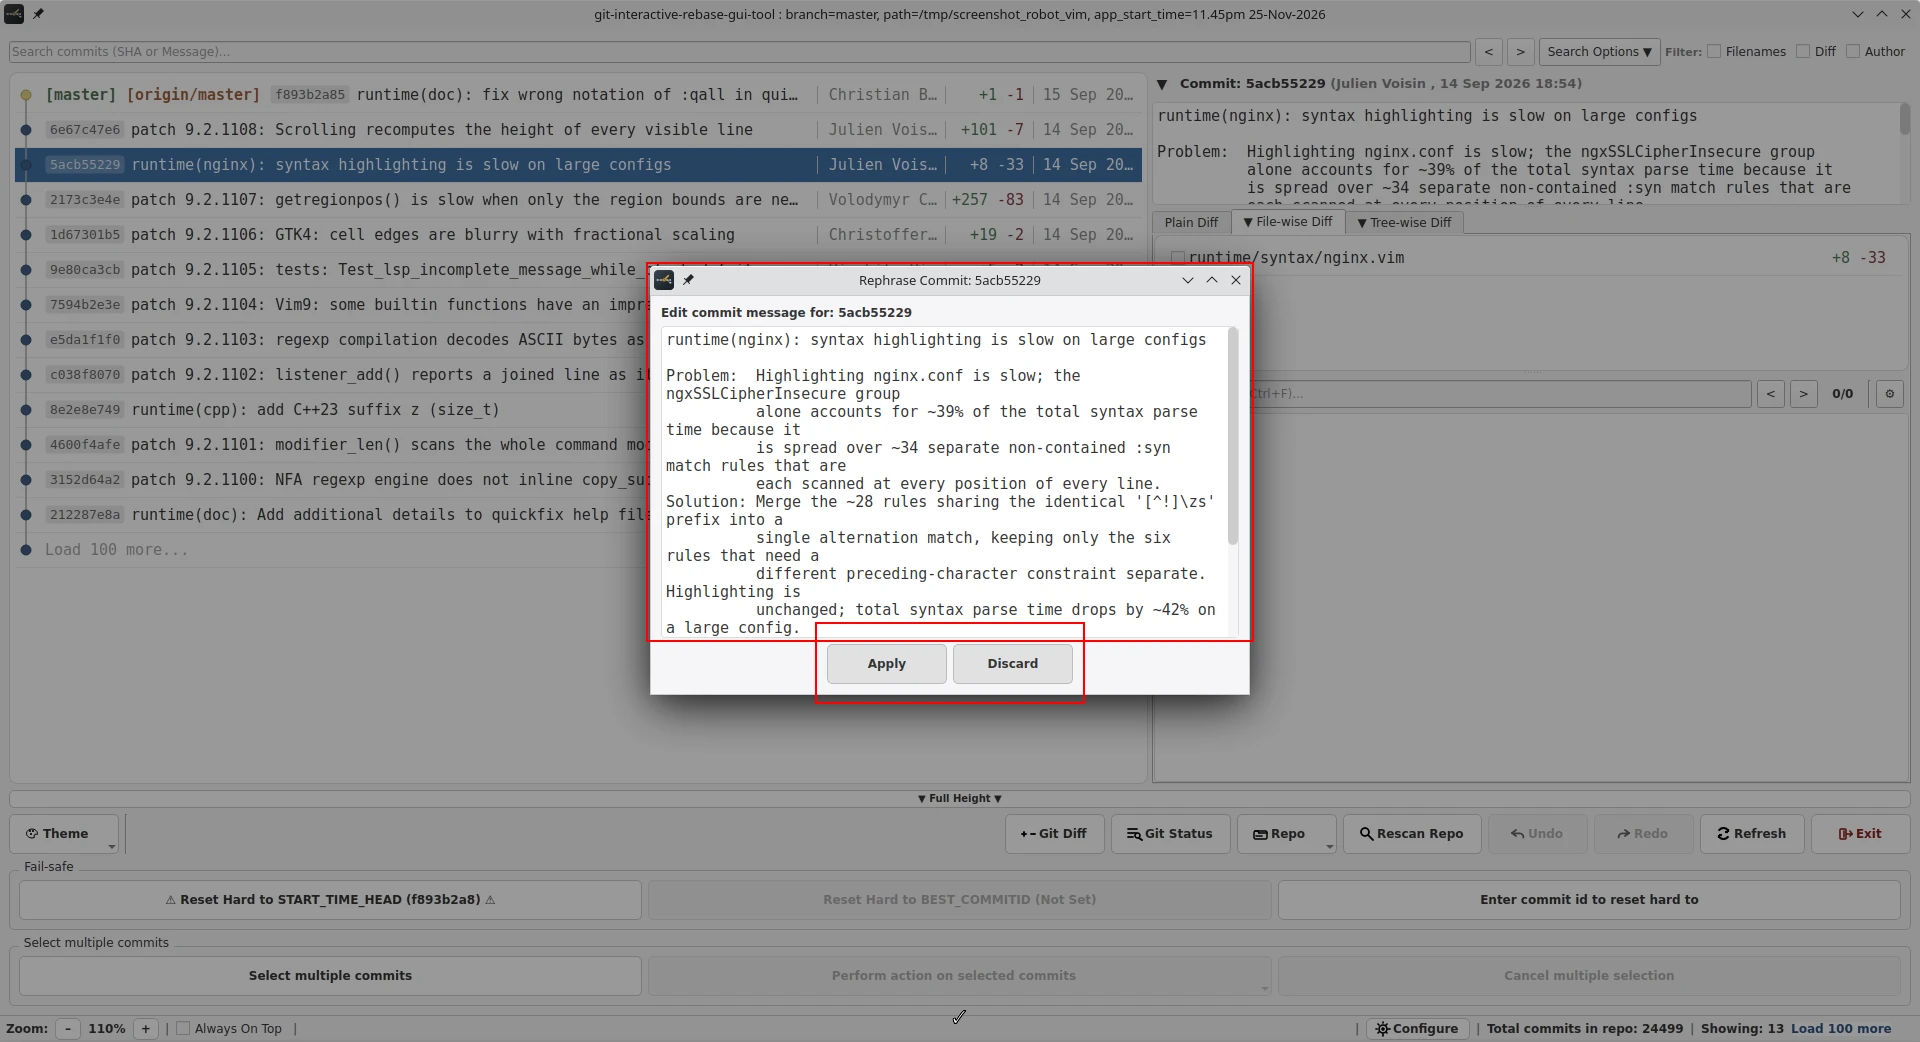 git-interactive-rebase-gui-tool : branch=master, path=/tmp/screenshot_robot_vim, app_start_time=11.45pm 25-Nov-2026
Search commits (SHA or Message)...
< > Search Options ▼ Filter: Filenames Diff Author
[master] [origin/master] f893b2a85 runtime(doc): fix wrong notation of :qall in qui… Christian B… +1 -1 15 Sep 20…
6e67c47e6 patch 9.2.1108: Scrolling recomputes the height of every visible line Julien Vois… +101 -7 14 Sep 20…
5acb55229 runtime(nginx): syntax highlighting is slow on large configs Julien Vois… +8 -33 14 Sep 20…
2173c3e4e patch 9.2.1107: getregionpos() is slow when only the region bounds are ne… Volodymyr C… +257 -83 14 Sep 20…
1d67301b5 patch 9.2.1106: GTK4: cell edges are blurry with fractional scaling Christoffer… +19 -2 14 Sep 20…
9e80ca3cb patch 9.2.1105: tests: Test_lsp_incomplete_message_while_
7594b2e3e patch 9.2.1104: Vim9: some builtin functions have an impr
e5da1f1f0 patch 9.2.1103: regexp compilation decodes ASCII bytes as
c038f8070 patch 9.2.1102: listener_add() reports a joined line as i
8e2e8e749 runtime(cpp): add C++23 suffix z (size_t)
4600f4afe patch 9.2.1101: modifier_len() scans the whole command mo
3152d64a2 patch 9.2.1100: NFA regexp engine does not inline copy_su
212287e8a runtime(doc): Add additional details to quickfix help fil
Load 100 more...
▼ Commit: 5acb55229 (Julien Voisin , 14 Sep 2026 18:54)
runtime(nginx): syntax highlighting is slow on large configs
Problem:  Highlighting nginx.conf is slow; the ngxSSLCipherInsecure group
alone accounts for ~39% of the total syntax parse time because it
is spread over ~34 separate non-contained :syn match rules that are
each scanned at every position of every line.
Plain Diff ▼ File-wise Diff ▼ Tree-wise Diff
runtime/syntax/nginx.vim +8 -33
Ctrl+F)... < > 0/0
Rephrase Commit: 5acb55229
Edit commit message for: 5acb55229
runtime(nginx): syntax highlighting is slow on large configs
Problem:  Highlighting nginx.conf is slow; the
ngxSSLCipherInsecure group
alone accounts for ~39% of the total syntax parse
time because it
is spread over ~34 separate non-contained :syn
match rules that are
each scanned at every position of every line.
Solution: Merge the ~28 rules sharing the identical '[^!]\zs'
prefix into a
single alternation match, keeping only the six
rules that need a
different preceding-character constraint separate.
Highlighting is
unchanged; total syntax parse time drops by ~42% on
a large config.
Apply Discard
▼ Full Height ▼
Theme +- Git Diff Git Status Repo Rescan Repo Undo Redo Refresh Exit
Fail-safe
⚠ Reset Hard to START_TIME_HEAD (f893b2a8) ⚠ Reset Hard to BEST_COMMITID (Not Set) Enter commit id to reset hard to
Select multiple commits
Select multiple commits Perform action on selected commits Cancel multiple selection
Zoom: - 110% + | Always On Top | | Configure | Total commits in repo: 24499 | Showing: 13 Load 100 more